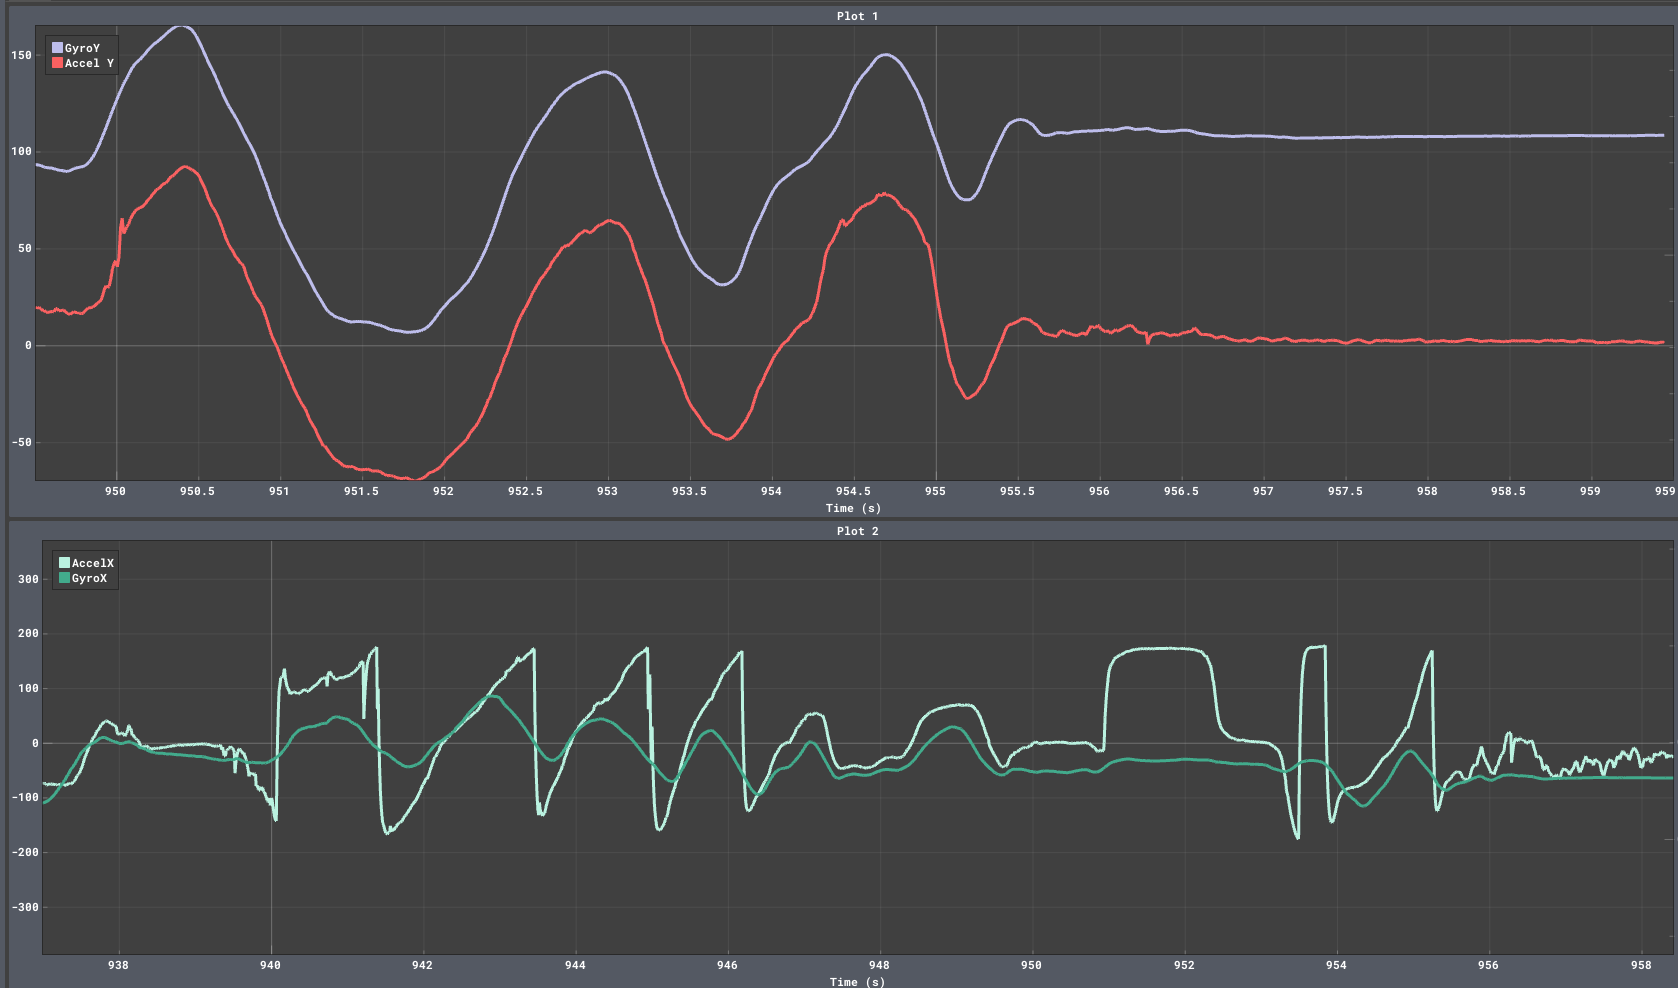 Plot 1
GyroY
Accel Y
150
100
50
0
-50
950 950.5 951 951.5 952 952.5 953 953.5 954 954.5 955 955.5 956 956.5 957 957.5 958 958.5 959 959
Time (s)
Plot 2
AccelX
GyroX
300
200
100
0
-100
-200
-300
938 940 942 944 946 948 950 952 954 956 958
Time (s)